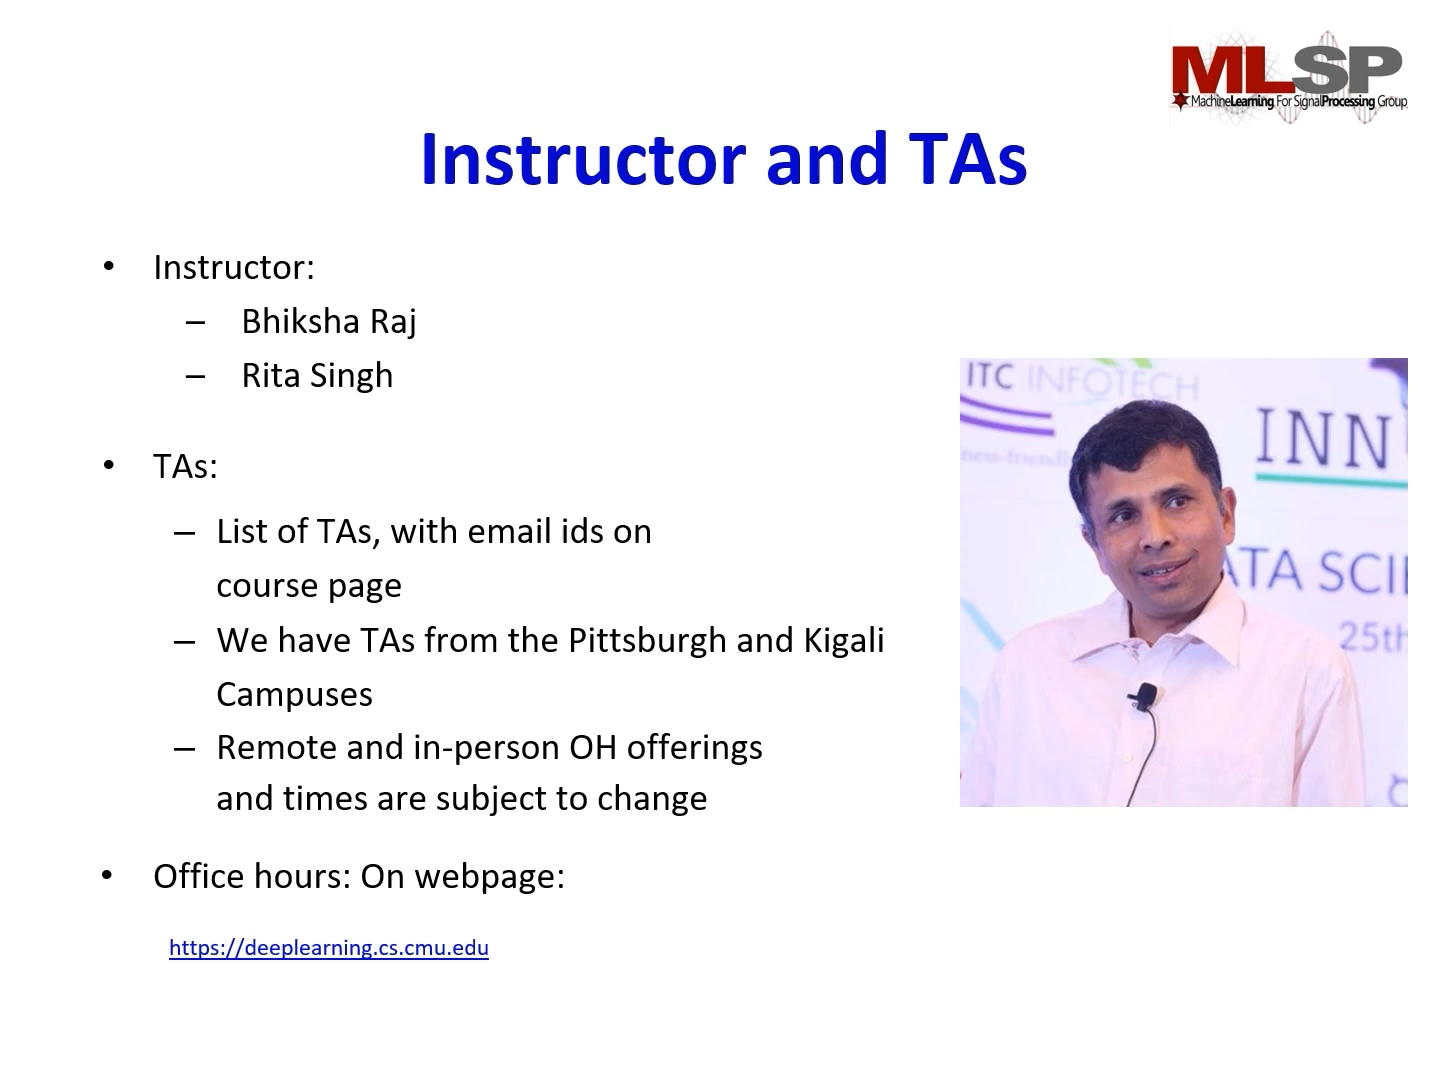 MLSP
MachineLearning For SignalProcessing Group
Instructor and TAs
• Instructor:
– Bhiksha Raj
– Rita Singh
• TAs:
– List of TAs, with email ids on
course page
– We have TAs from the Pittsburgh and Kigali
Campuses
– Remote and in-person OH offerings
and times are subject to change
• Office hours: On webpage:
https://deeplearning.cs.cmu.edu
ITC INFOTECH
INN
ATA SCI
25th